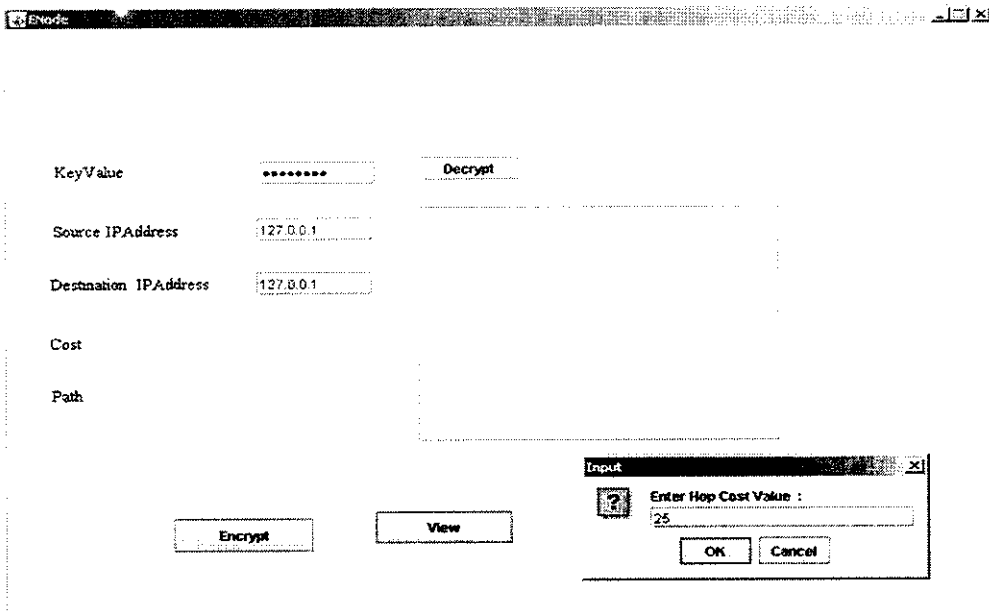 ENode
KeyValue ●●●●●●●● Decrypt
Source IPAddress 127.0.0.1
Destination IPAddress 127.0.0.1
Cost
Path
Input
Enter Hop Cost Value :
25
OK Cancel
Encrypt View